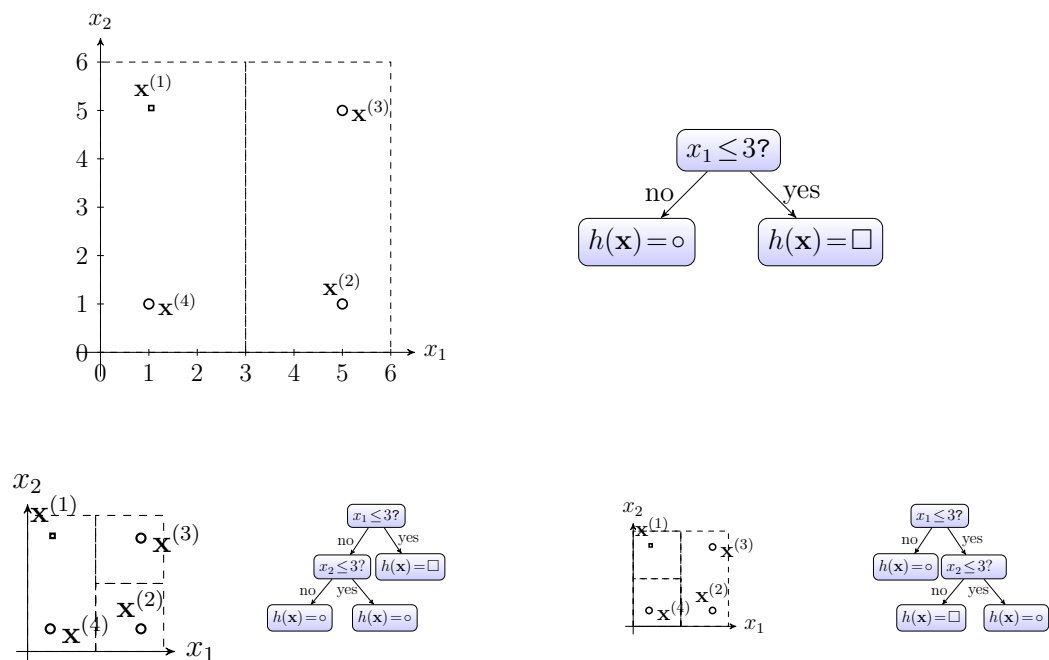 x₂
6
5
4
3
2
1
0
0 1 2 3 4 5 6
x₁
x⁽¹⁾
x⁽³⁾
x⁽²⁾
x⁽⁴⁾
x₁ ≤ 3?
no yes
h(x) = ○ h(x) = □
x₂
x⁽¹⁾
x⁽³⁾
x⁽²⁾
x⁽⁴⁾
x₁
x₁ ≤ 3?
no yes
x₂ ≤ 3? h(x) = □
no yes
h(x) = ○ h(x) = ○
x₂
x⁽¹⁾
x⁽³⁾
x⁽²⁾
x⁽⁴⁾
x₁
x₁ ≤ 3?
no yes
h(x) = ○ x₂ ≤ 3?
no yes
h(x) = □ h(x) = ○